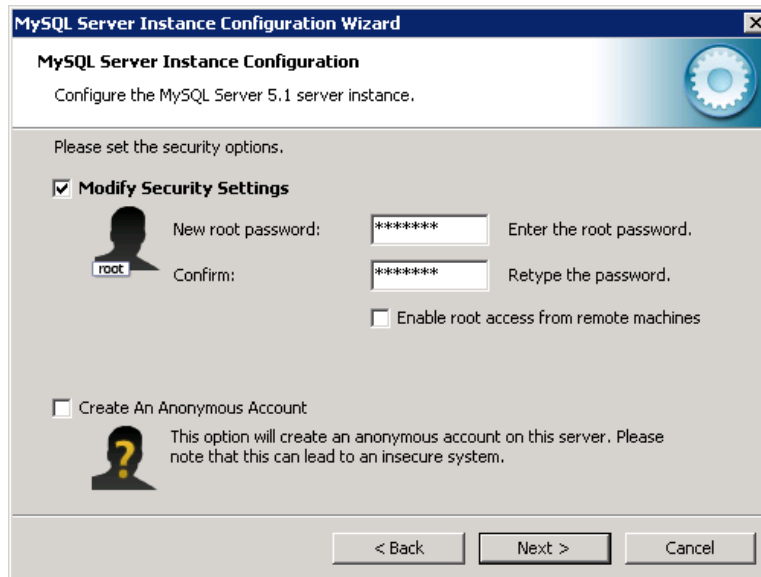 MySQL Server Instance Configuration Wizard
MySQL Server Instance Configuration
Configure the MySQL Server 5.1 server instance.
Please set the security options.
Modify Security Settings
New root password: ******* Enter the root password.
root
Confirm: ******* Retype the password.
Enable root access from remote machines
Create An Anonymous Account
This option will create an anonymous account on this server. Please
note that this can lead to an insecure system.
< Back Next > Cancel